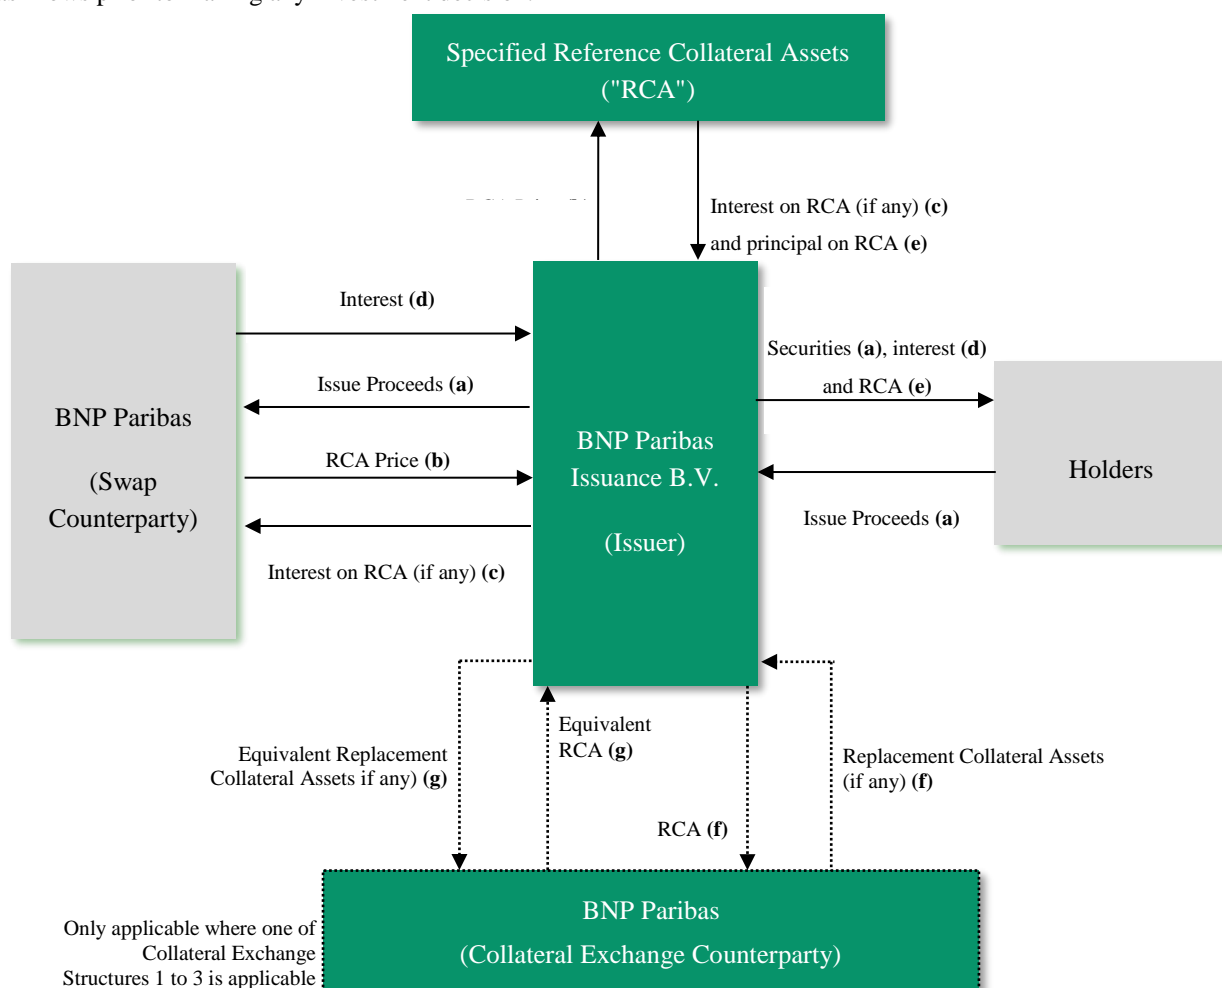 Specified Reference Collateral Assets
("RCA")
Interest on RCA (if any) (c)
and principal on RCA (e)
Interest (d)
Securities (a), interest (d)
and RCA (e)
Issue Proceeds (a)
BNP Paribas
(Swap
Counterparty)
BNP Paribas
Issuance B.V.
(Issuer)
RCA Price (b)
Holders
Issue Proceeds (a)
Interest on RCA (if any) (c)
Equivalent
RCA (g)
Equivalent Replacement
Collateral Assets if any) (g)
Replacement Collateral Assets
(if any) (f)
RCA (f)
BNP Paribas
(Collateral Exchange Counterparty)
Only applicable where one of
Collateral Exchange
Structures 1 to 3 is applicable